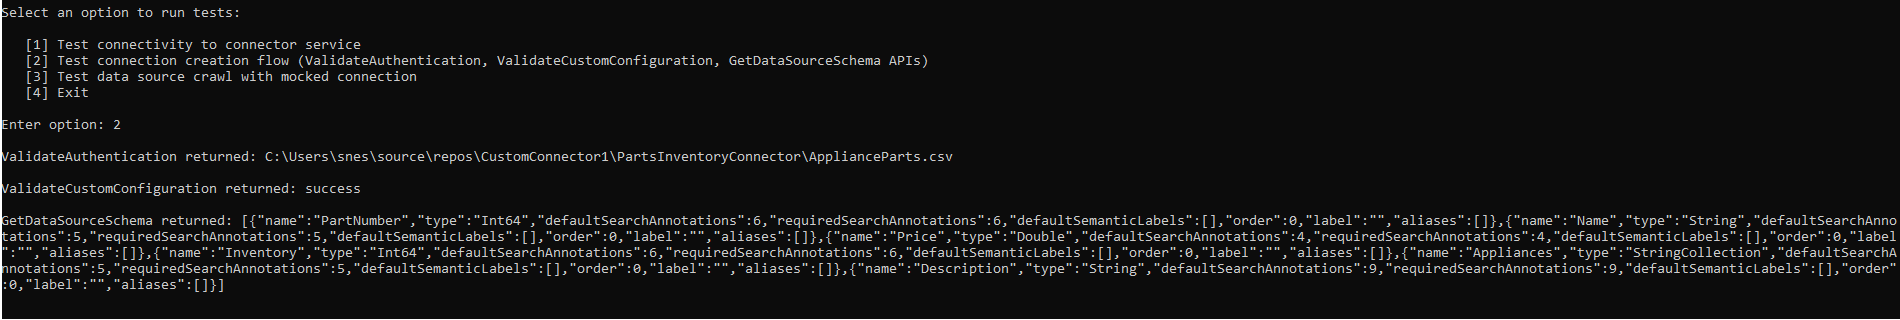 Select an option to run tests:
[1] Test connectivity to connector service
[2] Test connection creation flow (ValidateAuthentication, ValidateCustomConfiguration, GetDataSourceSchema APIs)
[3] Test data source crawl with mocked connection
[4] Exit
Enter option: 2
ValidateAuthentication returned: C:\Users\snes\source\repos\CustomConnector1\PartsInventoryConnector\ApplianceParts.csv
ValidateCustomConfiguration returned: success
GetDataSourceSchema returned: [{"name":"PartNumber","type":"Int64","defaultSearchAnnotations":6,"requiredSearchAnnotations":6,"defaultSemanticLabels":[],"order":0,"label":"","aliases":[]},{"name":"Name","type":"String","defaultSearchAnno
tations":5,"requiredSearchAnnotations":5,"defaultSemanticLabels":[],"order":0,"label":"","aliases":[]},{"name":"Price","type":"Double","defaultSearchAnnotations":4,"requiredSearchAnnotations":4,"defaultSemanticLabels":[],"order":0,"label
":"","aliases":[]},{"name":"Inventory","type":"Int64","defaultSearchAnnotations":6,"requiredSearchAnnotations":6,"defaultSemanticLabels":[],"order":0,"label":"","aliases":[]},{"name":"Appliances","type":"StringCollection","defaultSearchA
nnotations":5,"requiredSearchAnnotations":5,"defaultSemanticLabels":[],"order":0,"label":"","aliases":[]},{"name":"Description","type":"String","defaultSearchAnnotations":9,"requiredSearchAnnotations":9,"defaultSemanticLabels":[],"order"
:0,"label":"","aliases":[]}]